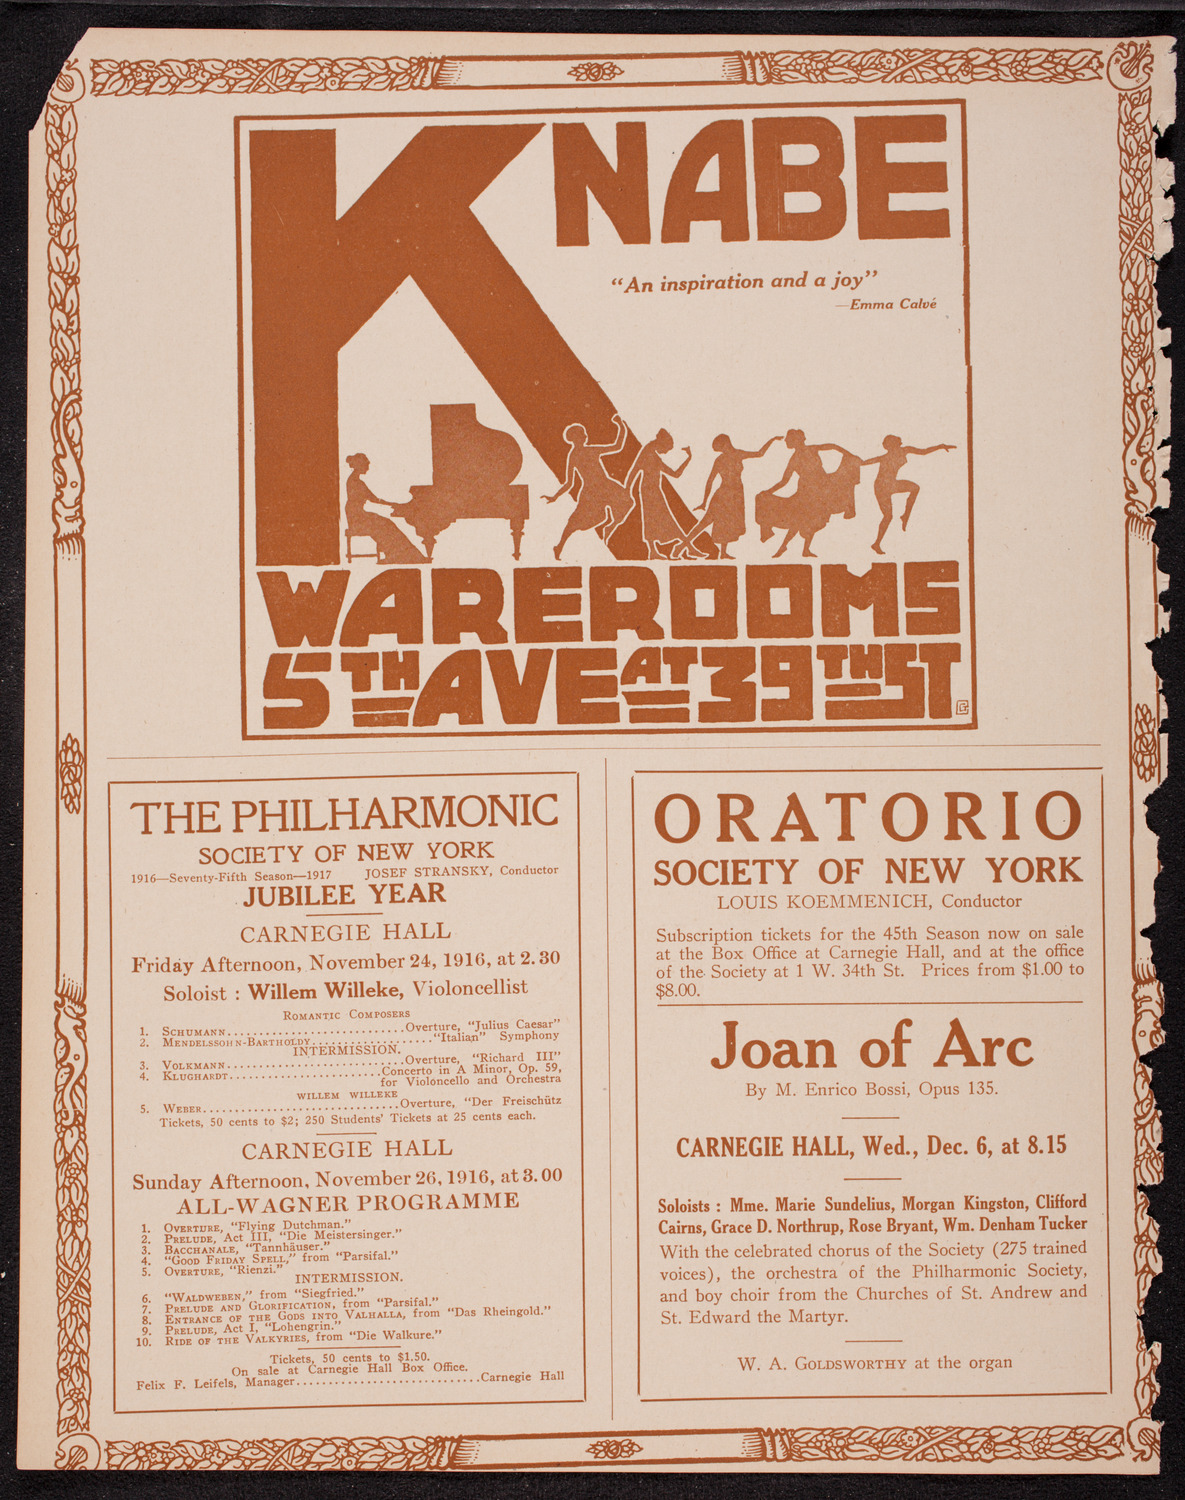 KNABE
"An inspiration and a joy"
—Emma Calvé
WAREROOMS
5TH AVE AT 39TH ST
THE PHILHARMONIC
SOCIETY OF NEW YORK
1916—Seventy-Fifth Season—1917 JOSEF STRANSKY, Conductor
JUBILEE YEAR
CARNEGIE HALL
Friday Afternoon, November 24, 1916, at 2.30
Soloist : Willem Willeke, Violoncellist
ROMANTIC COMPOSERS
1. SCHUMANN............................Overture, "Julius Caesar"
2. MENDELSSOHN-BARTHOLDY..................."Italian" Symphony
INTERMISSION.
3. VOLKMANN............................Overture, "Richard III"
4. KLUGHARDT........................Concerto in A Minor, Op. 59,
for Violoncello and Orchestra
WILLEM WILLEKE
5. WEBER...............................Overture, "Der Freischütz
Tickets, 50 cents to $2; 250 Students' Tickets at 25 cents each.
CARNEGIE HALL
Sunday Afternoon, November 26, 1916, at 3.00
ALL-WAGNER PROGRAMME
1. OVERTURE, "Flying Dutchman."
2. PRELUDE, Act III, "Die Meistersinger."
3. BACCHANALE, "Tannhäuser."
4. "GOOD FRIDAY SPELL," from "Parsifal."
5. OVERTURE, "Rienzi."
INTERMISSION.
6. "WALDWEBEN," from "Siegfried."
7. PRELUDE AND GLORIFICATION, from "Parsifal."
8. ENTRANCE OF THE GODS INTO VALHALLA, from "Das Rheingold."
9. PRELUDE, Act I, "Lohengrin."
10. RIDE OF THE VALKYRIES, from "Die Walkure."
Tickets, 50 cents to $1.50.
On sale at Carnegie Hall Box Office.
Felix F. Leifels, Manager.............................Carnegie Hall
ORATORIO
SOCIETY OF NEW YORK
LOUIS KOEMMENICH, Conductor
Subscription tickets for the 45th Season now on sale
at the Box Office at Carnegie Hall, and at the office
of the Society at 1 W. 34th St. Prices from $1.00 to
$8.00.
Joan of Arc
By M. Enrico Bossi, Opus 135.
CARNEGIE HALL, Wed., Dec. 6, at 8.15
Soloists : Mme. Marie Sundelius, Morgan Kingston, Clifford
Cairns, Grace D. Northrup, Rose Bryant, Wm. Denham Tucker
With the celebrated chorus of the Society (275 trained
voices), the orchestra of the Philharmonic Society,
and boy choir from the Churches of St. Andrew and
St. Edward the Martyr.
W. A. GOLDSWORTHY at the organ